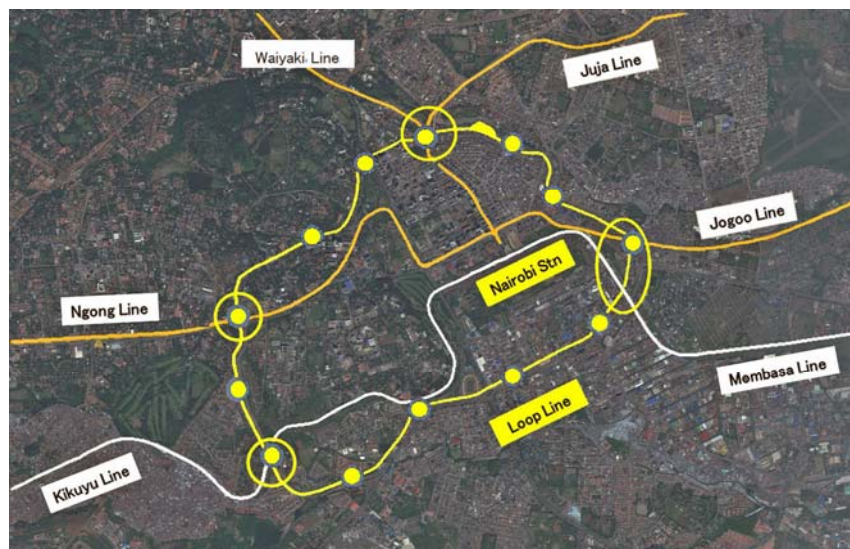 Waiyaki Line
Juja Line
Jogoo Line
Nairobi Stn
Ngong Line
Mombasa Line
Loop Line
Kikuyu Line